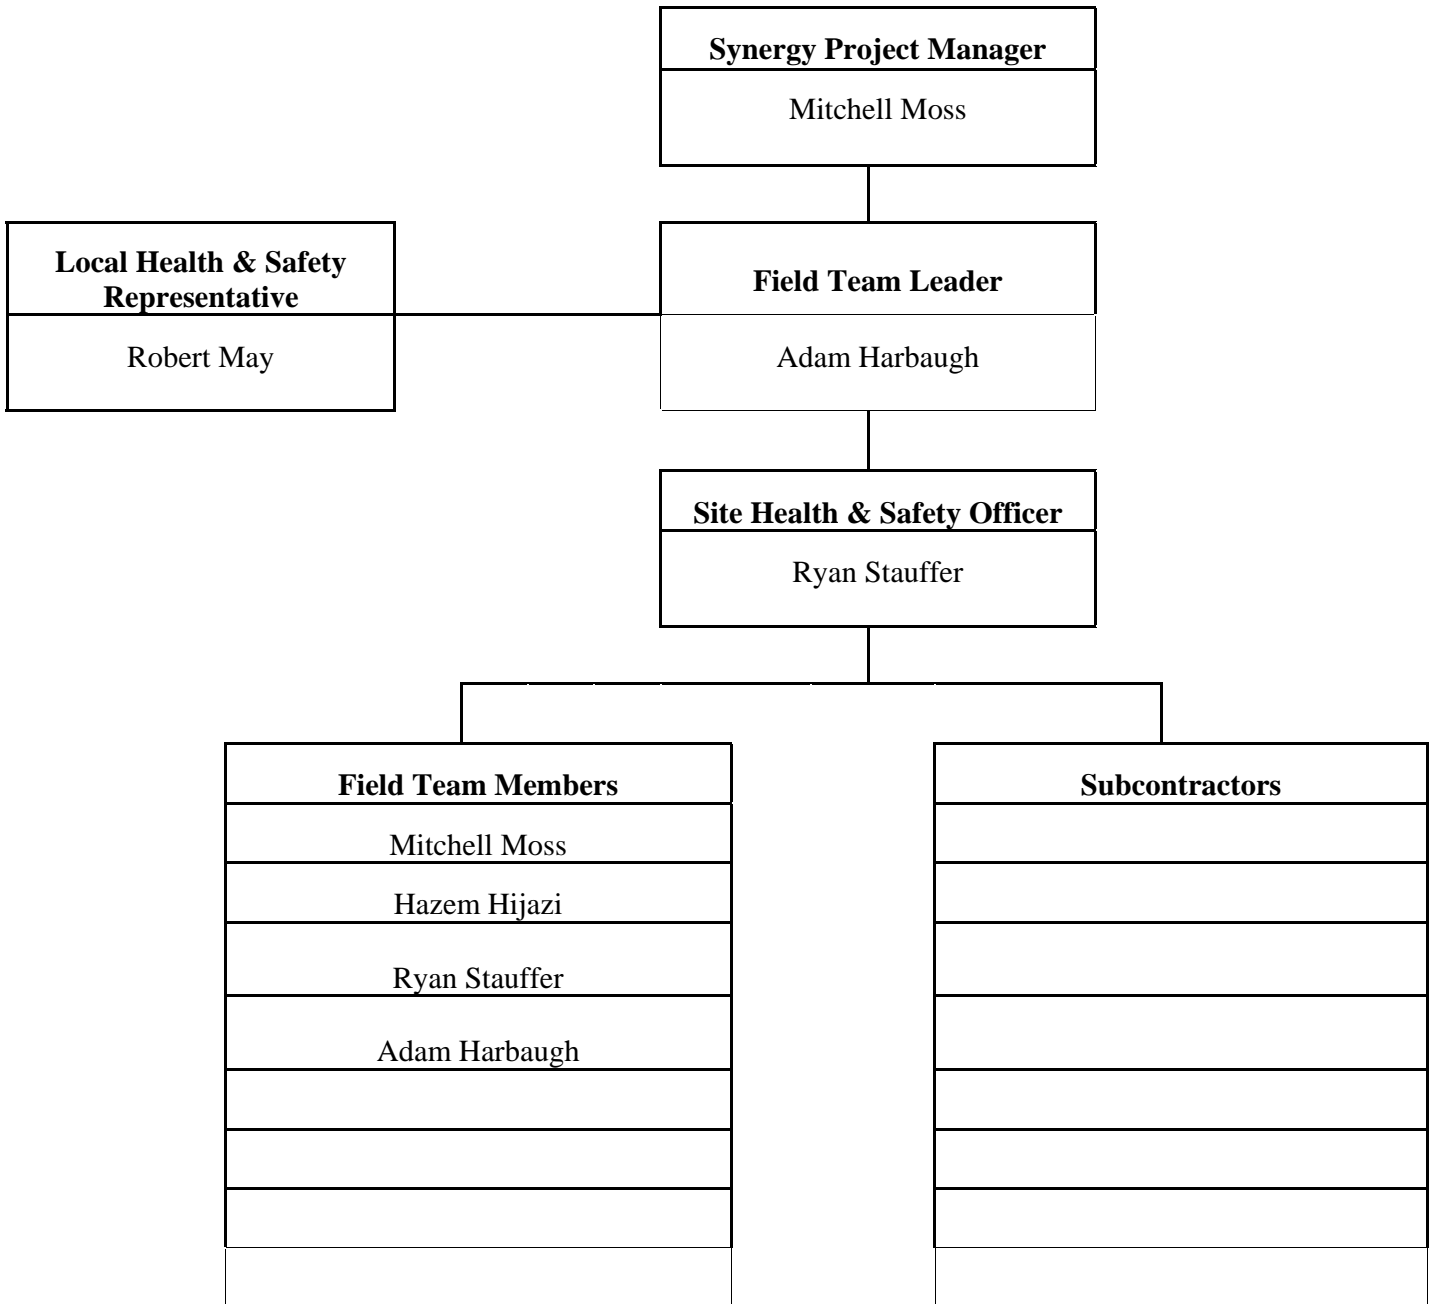 Synergy Project Manager
Mitchell Moss
Local Health & Safety
Representative
Robert May
Field Team Leader
Adam Harbaugh
Site Health & Safety Officer
Ryan Stauffer
Field Team Members
Mitchell Moss
Hazem Hijazi
Ryan Stauffer
Adam Harbaugh
Subcontractors